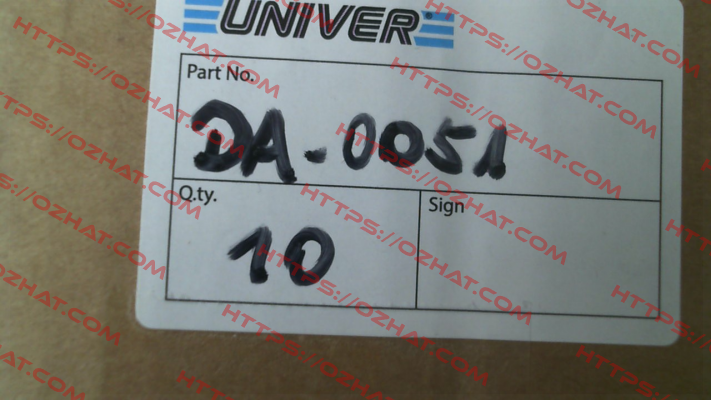 UNIVER
Part No.
DA-0051
Q.ty.
Sign
10
HTTPS://OZHAT.COM